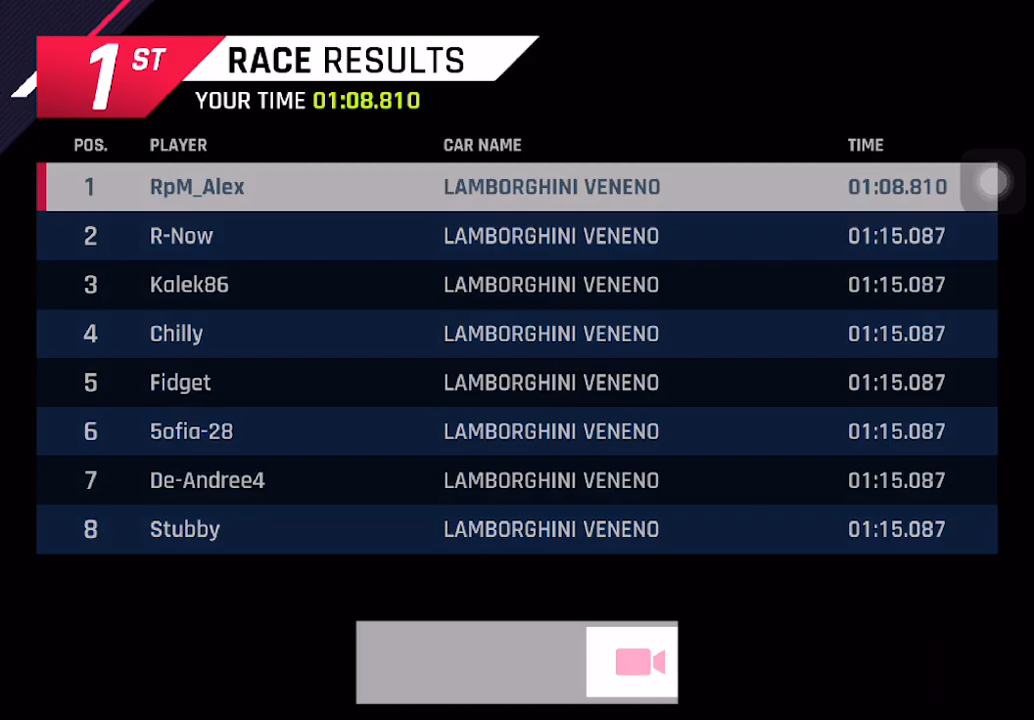 1ST RACE RESULTS
YOUR TIME 01:08.810
POS. PLAYER CAR NAME TIME
1 RpM_Alex LAMBORGHINI VENENO 01:08.810
2 R-Now LAMBORGHINI VENENO 01:15.087
3 Kalek86 LAMBORGHINI VENENO 01:15.087
4 Chilly LAMBORGHINI VENENO 01:15.087
5 Fidget LAMBORGHINI VENENO 01:15.087
6 5ofia-28 LAMBORGHINI VENENO 01:15.087
7 De-Andree4 LAMBORGHINI VENENO 01:15.087
8 Stubby LAMBORGHINI VENENO 01:15.087